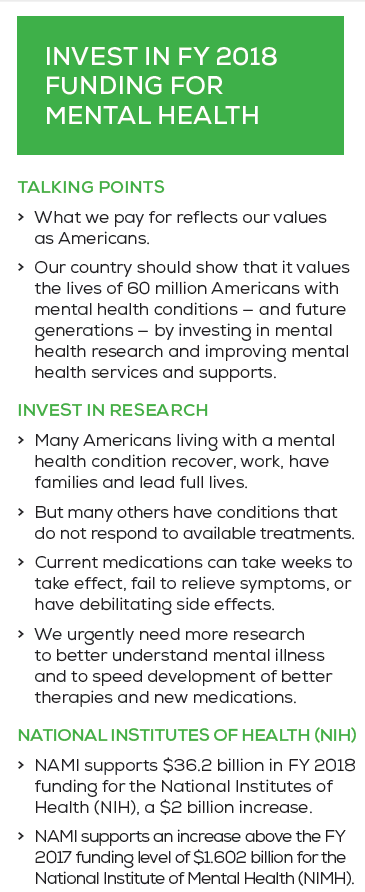 INVEST IN FY 2018
FUNDING FOR
MENTAL HEALTH
TALKING POINTS
> What we pay for reflects our values
as Americans.
> Our country should show that it values
the lives of 60 million Americans with
mental health conditions — and future
generations — by investing in mental
health research and improving mental
health services and supports.
INVEST IN RESEARCH
> Many Americans living with a mental
health condition recover, work, have
families and lead full lives.
> But many others have conditions that
do not respond to available treatments.
> Current medications can take weeks to
take effect, fail to relieve symptoms, or
have debilitating side effects.
> We urgently need more research
to better understand mental illness
and to speed development of better
therapies and new medications.
NATIONAL INSTITUTES OF HEALTH (NIH)
> NAMI supports $36.2 billion in FY 2018
funding for the National Institutes of
Health (NIH), a $2 billion increase.
> NAMI supports an increase above the FY
2017 funding level of $1.602 billion for the
National Institute of Mental Health (NIMH).